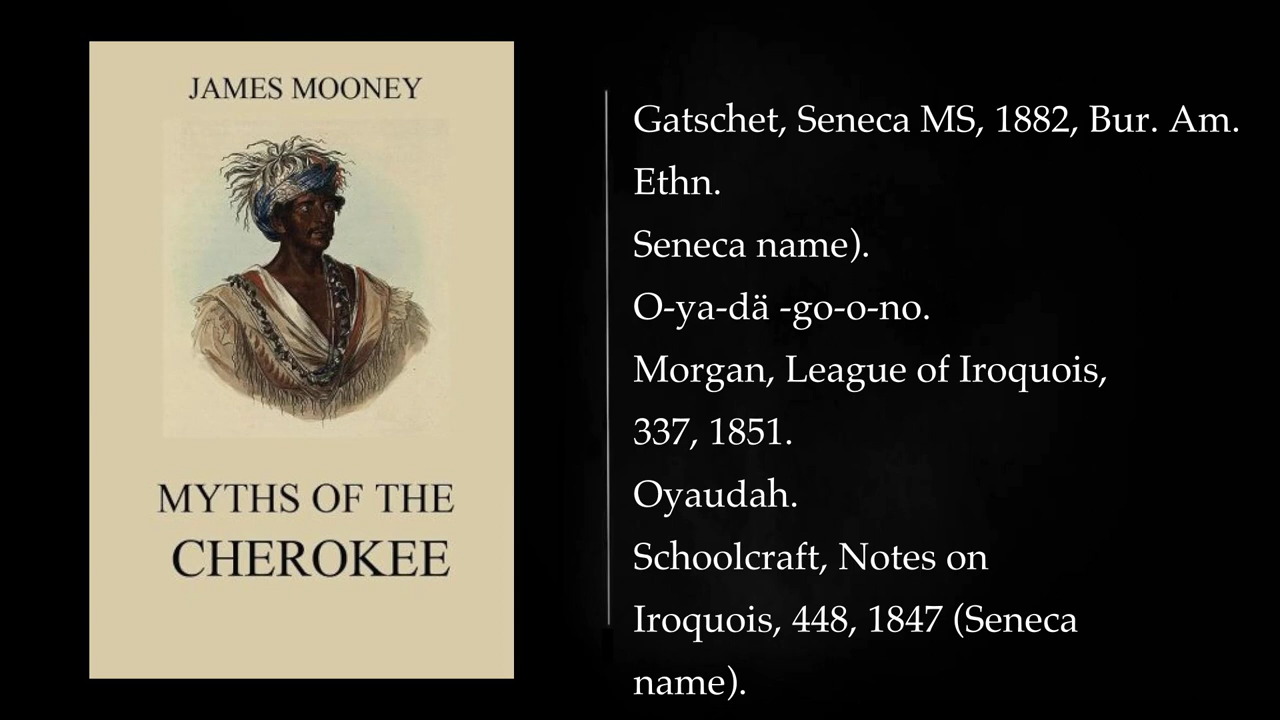 JAMES MOONEY
MYTHS OF THE
CHEROKEE
Gatschet, Seneca MS, 1882, Bur. Am.
Ethn.
Seneca name).
O-ya-dä -go-o-no.
Morgan, League of Iroquois,
337, 1851.
Oyaudah.
Schoolcraft, Notes on
Iroquois, 448, 1847 (Seneca
name).